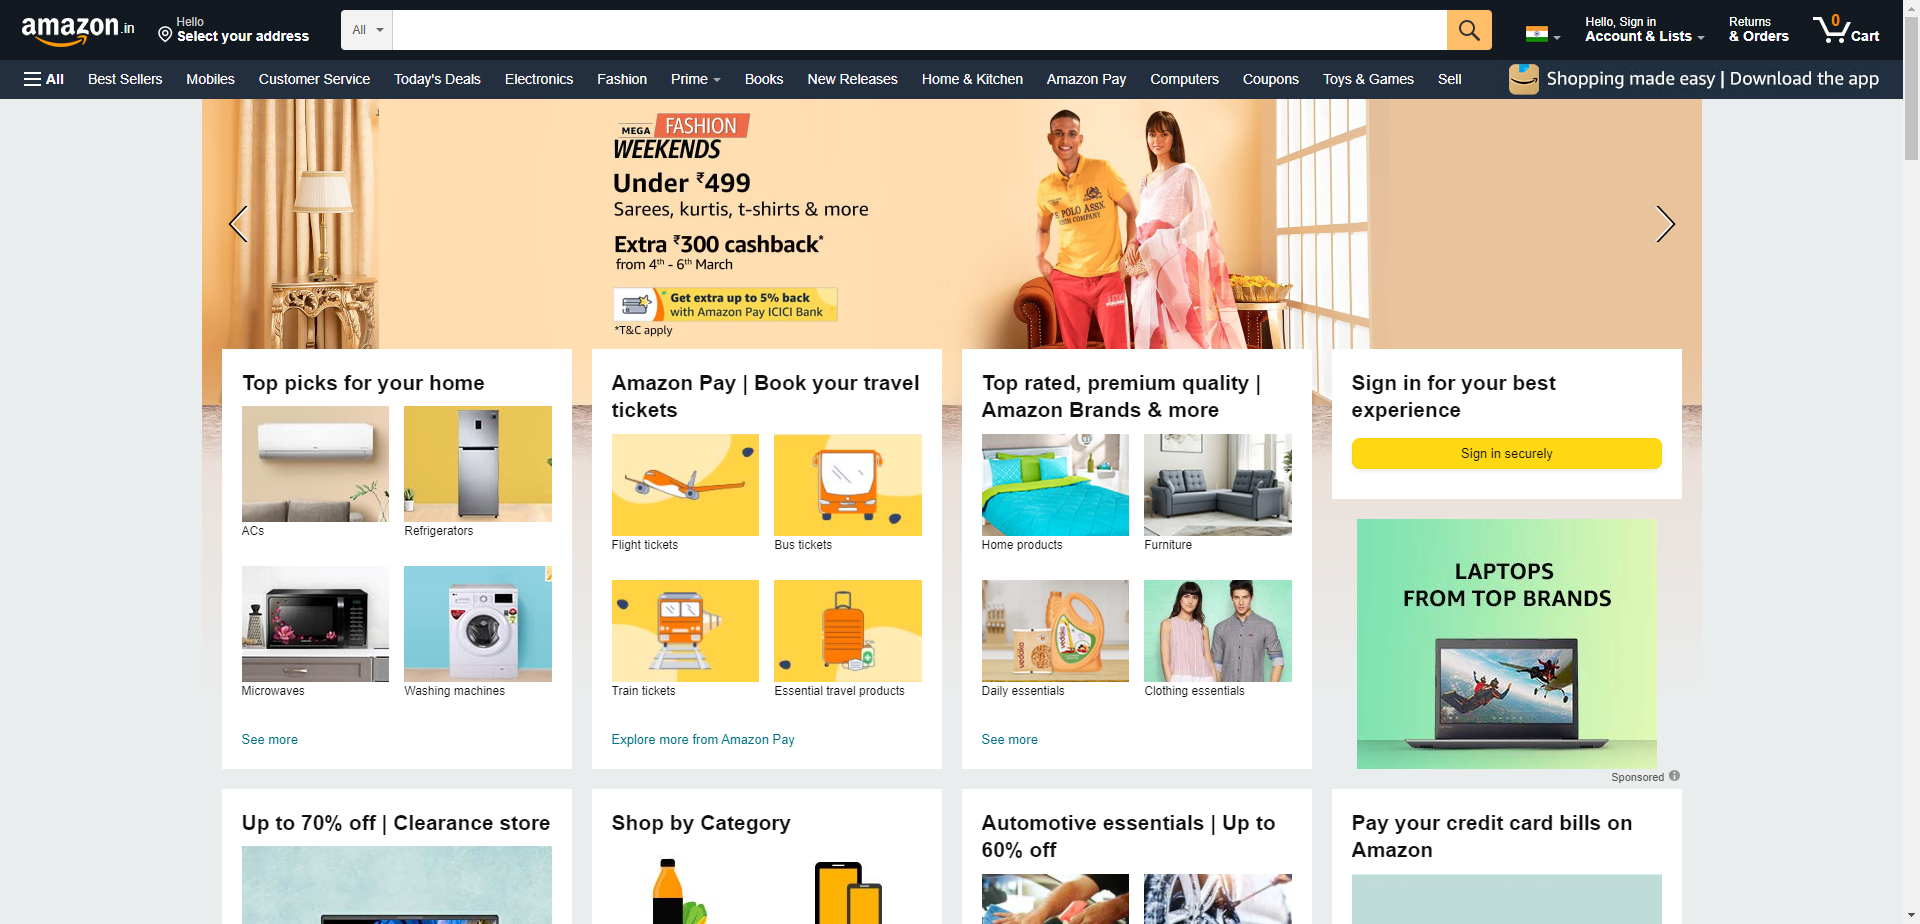 amazon.in
Hello
Select your address
All
Hello, Sign in
Account & Lists
Returns
& Orders
0
Cart
All
Best Sellers
Mobiles
Customer Service
Today's Deals
Electronics
Fashion
Prime
Books
New Releases
Home & Kitchen
Amazon Pay
Computers
Coupons
Toys & Games
Sell
Shopping made easy | Download the app
MEGA FASHION
WEEKENDS
Under ₹499
Sarees, kurtis, t-shirts & more
Extra ₹300 cashback*
from 4th - 6th March
Get extra up to 5% back
with Amazon Pay ICICI Bank
*T&C apply
POLO ASSN.
Top picks for your home
ACs
Refrigerators
Microwaves
Washing machines
See more
Amazon Pay | Book your travel
tickets
Flight tickets
Bus tickets
Train tickets
Essential travel products
Explore more from Amazon Pay
Top rated, premium quality |
Amazon Brands & more
Home products
Furniture
vedaka
vedaka
Daily essentials
Clothing essentials
See more
Sign in for your best
experience
Sign in securely
LAPTOPS
FROM TOP BRANDS
Sponsored
Up to 70% off | Clearance store
Shop by Category
Automotive essentials | Up to
60% off
Pay your credit card bills on
Amazon